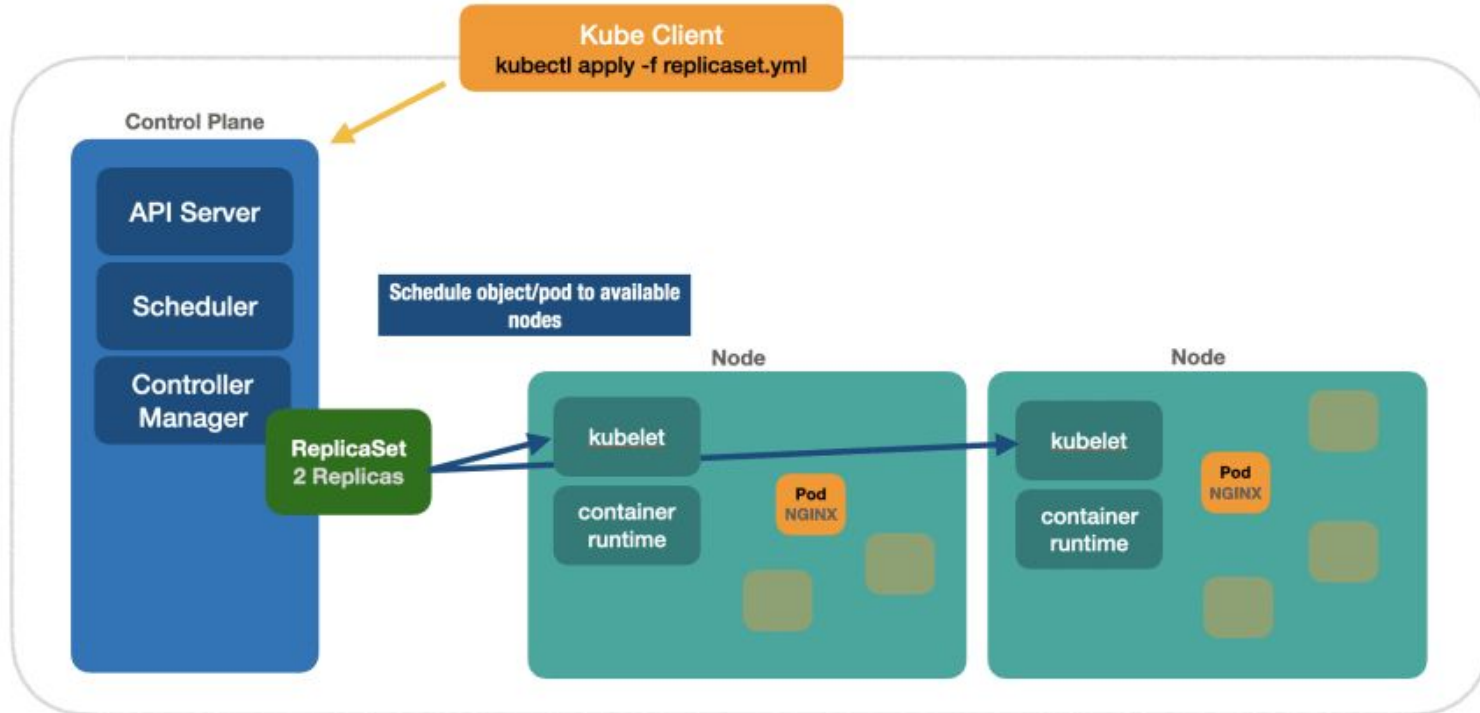 Kube Client
kubectl apply -f replicaset.yml
Control Plane
API Server
Scheduler
Controller
Manager
ReplicaSet
2 Replicas
Schedule object/pod to available
nodes
Node
kubelet
container
runtime
Pod
NGINX
Node
kubelet
container
runtime
Pod
NGINX